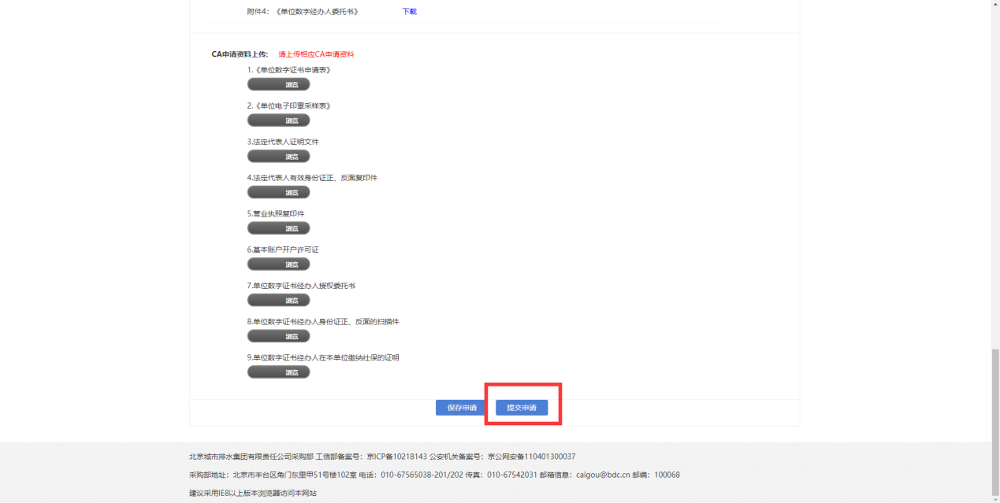 附件4：《单位数字经办人委托书》 下载
CA申请资料上传： 请上传相应CA申请资料
1.《单位数字证书申请表》
浏览
2.《单位电子印章采样表》
浏览
3.法定代表人证明文件
浏览
4.法定代表人有效身份证正、反面复印件
浏览
5.营业执照复印件
浏览
6.基本账户开户许可证
浏览
7.单位数字证书经办人授权委托书
浏览
8.单位数字证书经办人身份证正、反面的扫描件
浏览
9.单位数字证书经办人在本单位缴纳社保的证明
浏览
保存申请 提交申请
北京城市排水集团有限责任公司采购部 工信部备案号：京ICP备10218143 公安机关备案号：京公网安备110401300037
采购部地址：北京市丰台区角门东里甲51号楼102室 电话：010-67565038-201/202 传真：010-67542031 邮箱信息：caigou@bdc.cn 邮编：100068
建议采用IE8以上版本浏览器访问本网站